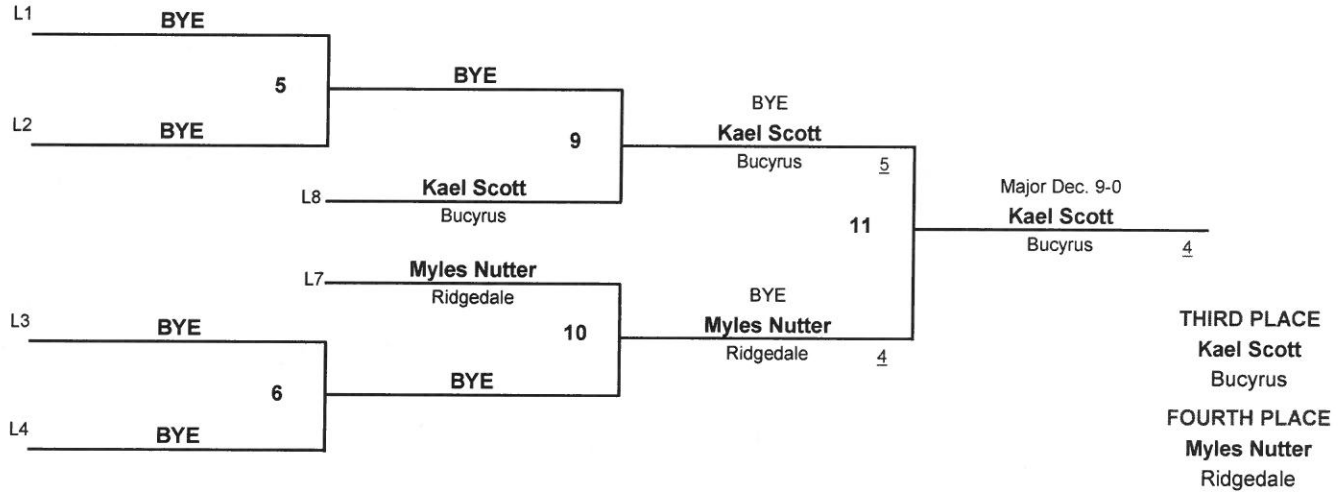 L1
BYE
5
BYE
L2
BYE
9
BYE
Kael Scott
Bucyrus
5
L8
Kael Scott
Bucyrus
11
Major Dec. 9-0
Kael Scott
Bucyrus
4
L7
Myles Nutter
Ridgedale
10
BYE
Myles Nutter
Ridgedale
4
L3
BYE
6
BYE
L4
BYE
THIRD PLACE
Kael Scott
Bucyrus
FOURTH PLACE
Myles Nutter
Ridgedale